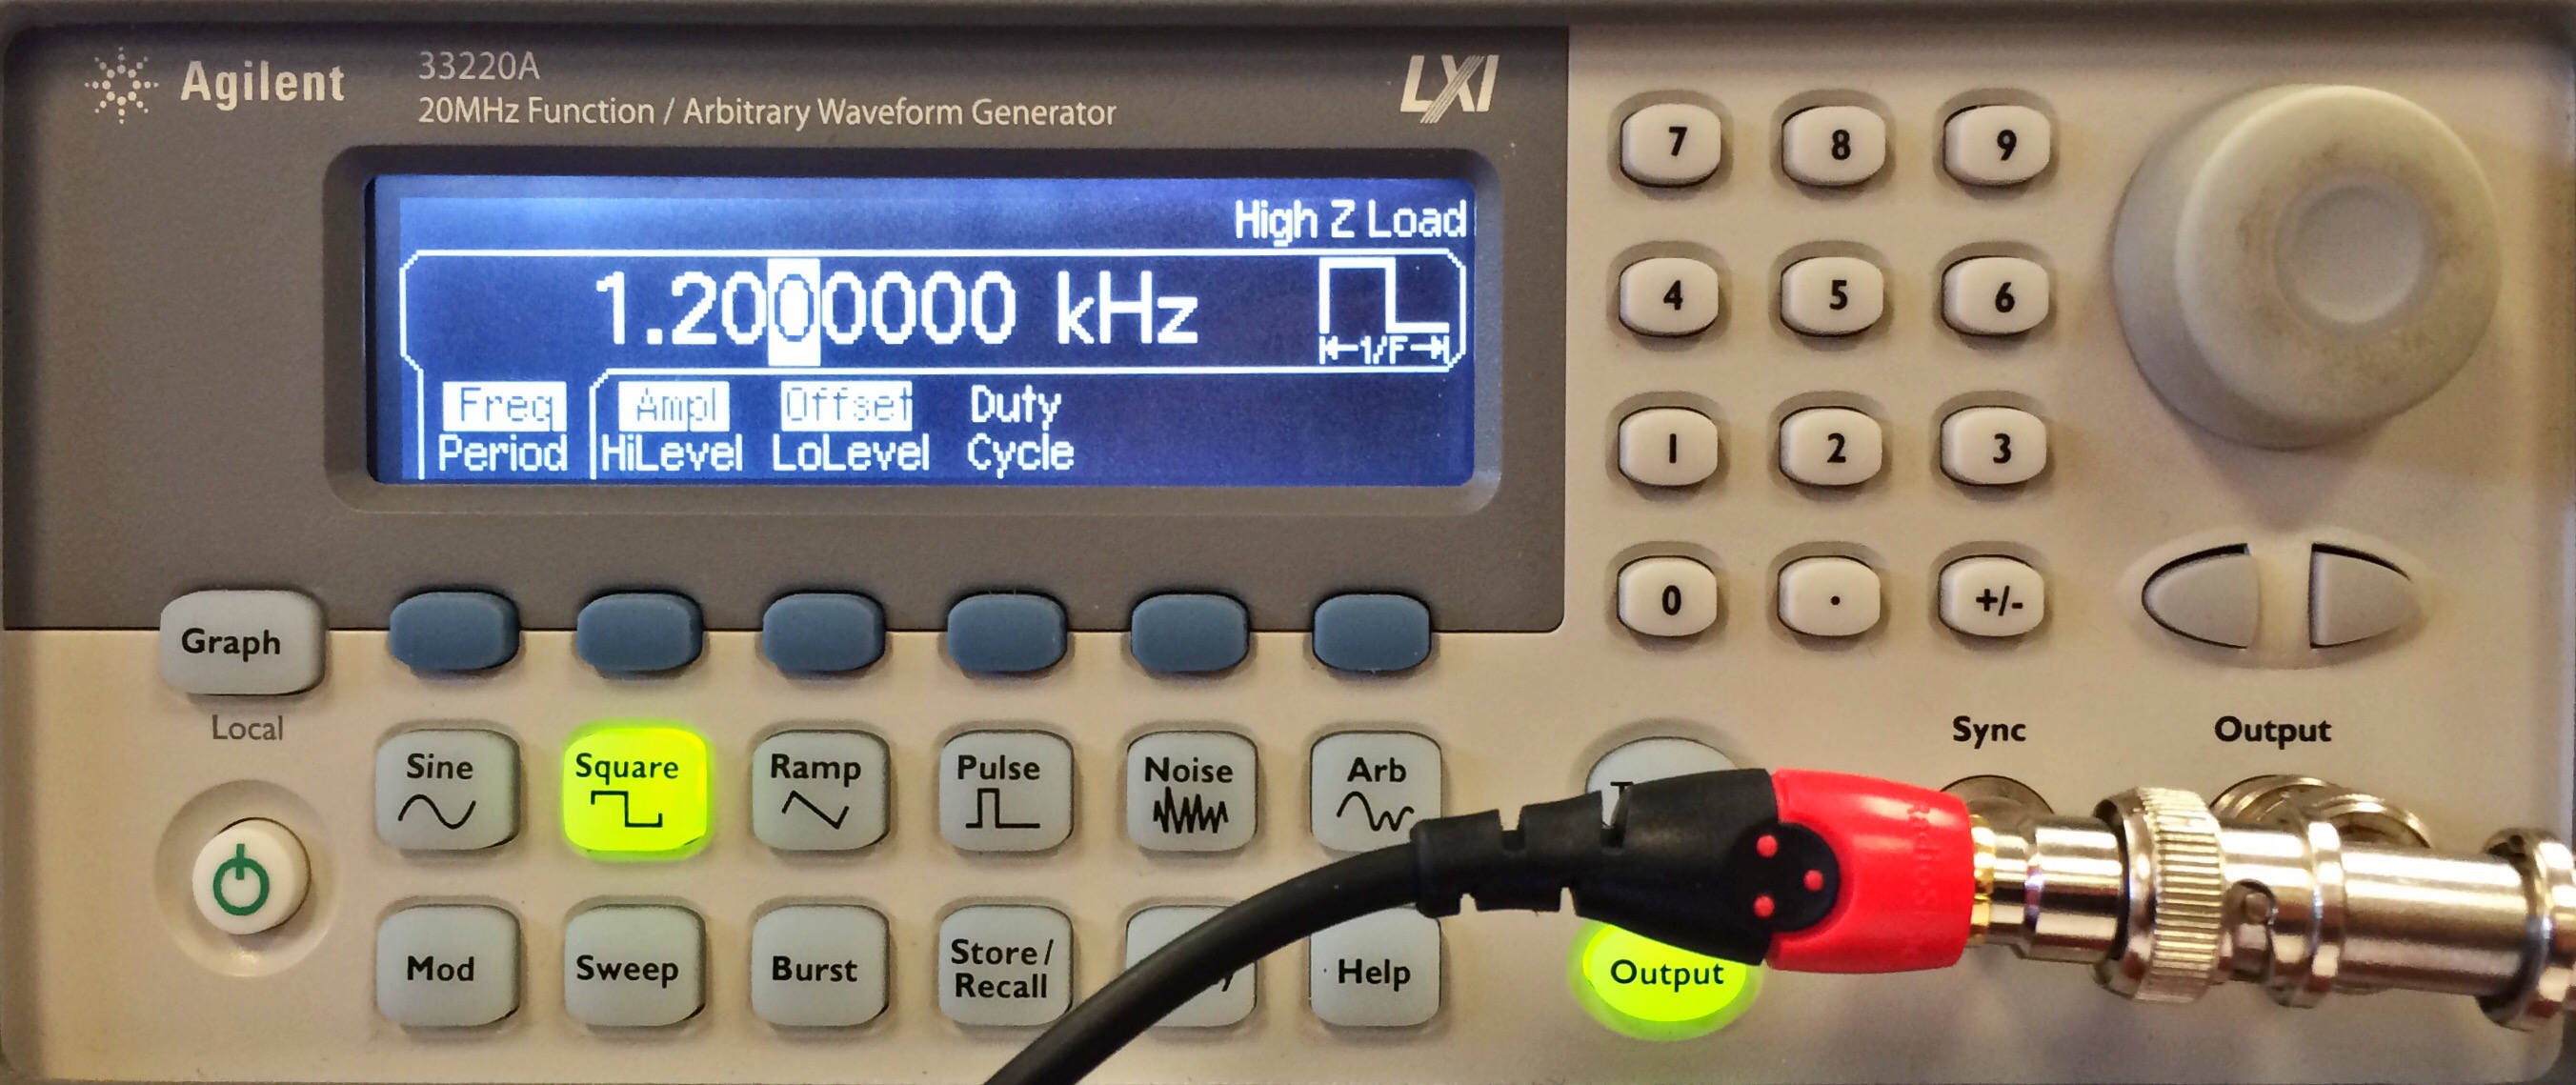 Agilent
33220A
20MHz Function / Arbitrary Waveform Generator
LXI
High Z Load
1.2000000 kHz
1/F
Freq Ampl Offset Duty
Period HiLevel LoLevel Cycle
7 8 9
4 5 6
1 2 3
0 . +/-
Graph
Local
Sync Output
Sine Square Ramp Pulse Noise Arb
Mod Sweep Burst Store/
Recall
Help
Output